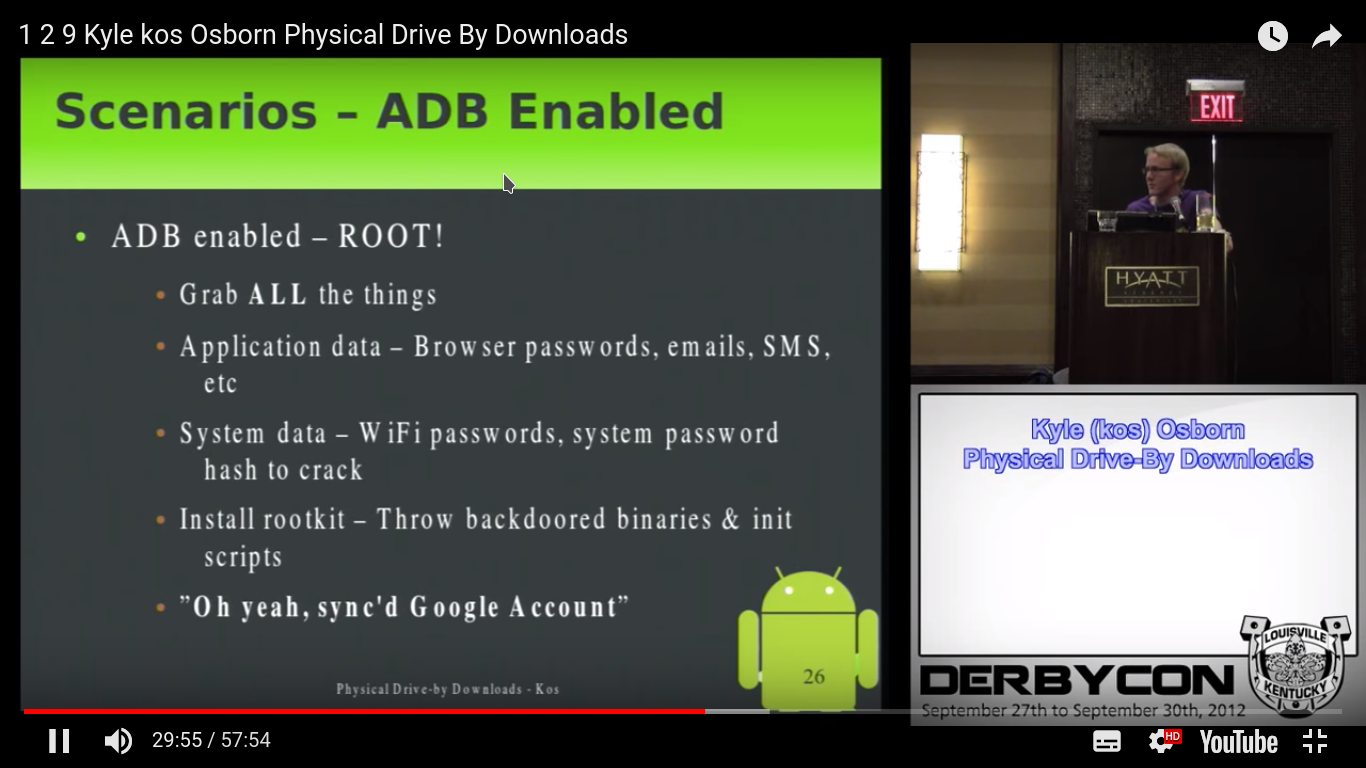 1 2 9 Kyle kos Osborn Physical Drive By Downloads
Scenarios – ADB Enabled
• ADB enabled – ROOT!
• Grab ALL the things
• Application data – Browser passwords, emails, SMS,
etc
• System data – WiFi passwords, system password
hash to crack
• Install rootkit – Throw backdoored binaries & init
scripts
• ”Oh yeah, sync'd Google Account”
26
Physical Drive-by Downloads - Kos
EXIT
HYATT
Kyle (kos) Osborn
Physical Drive-By Downloads
LOUISVILLE
KENTUCKY
DERBYCON
September 27th to September 30th, 2012
29:55 / 57:54
HD
YouTube